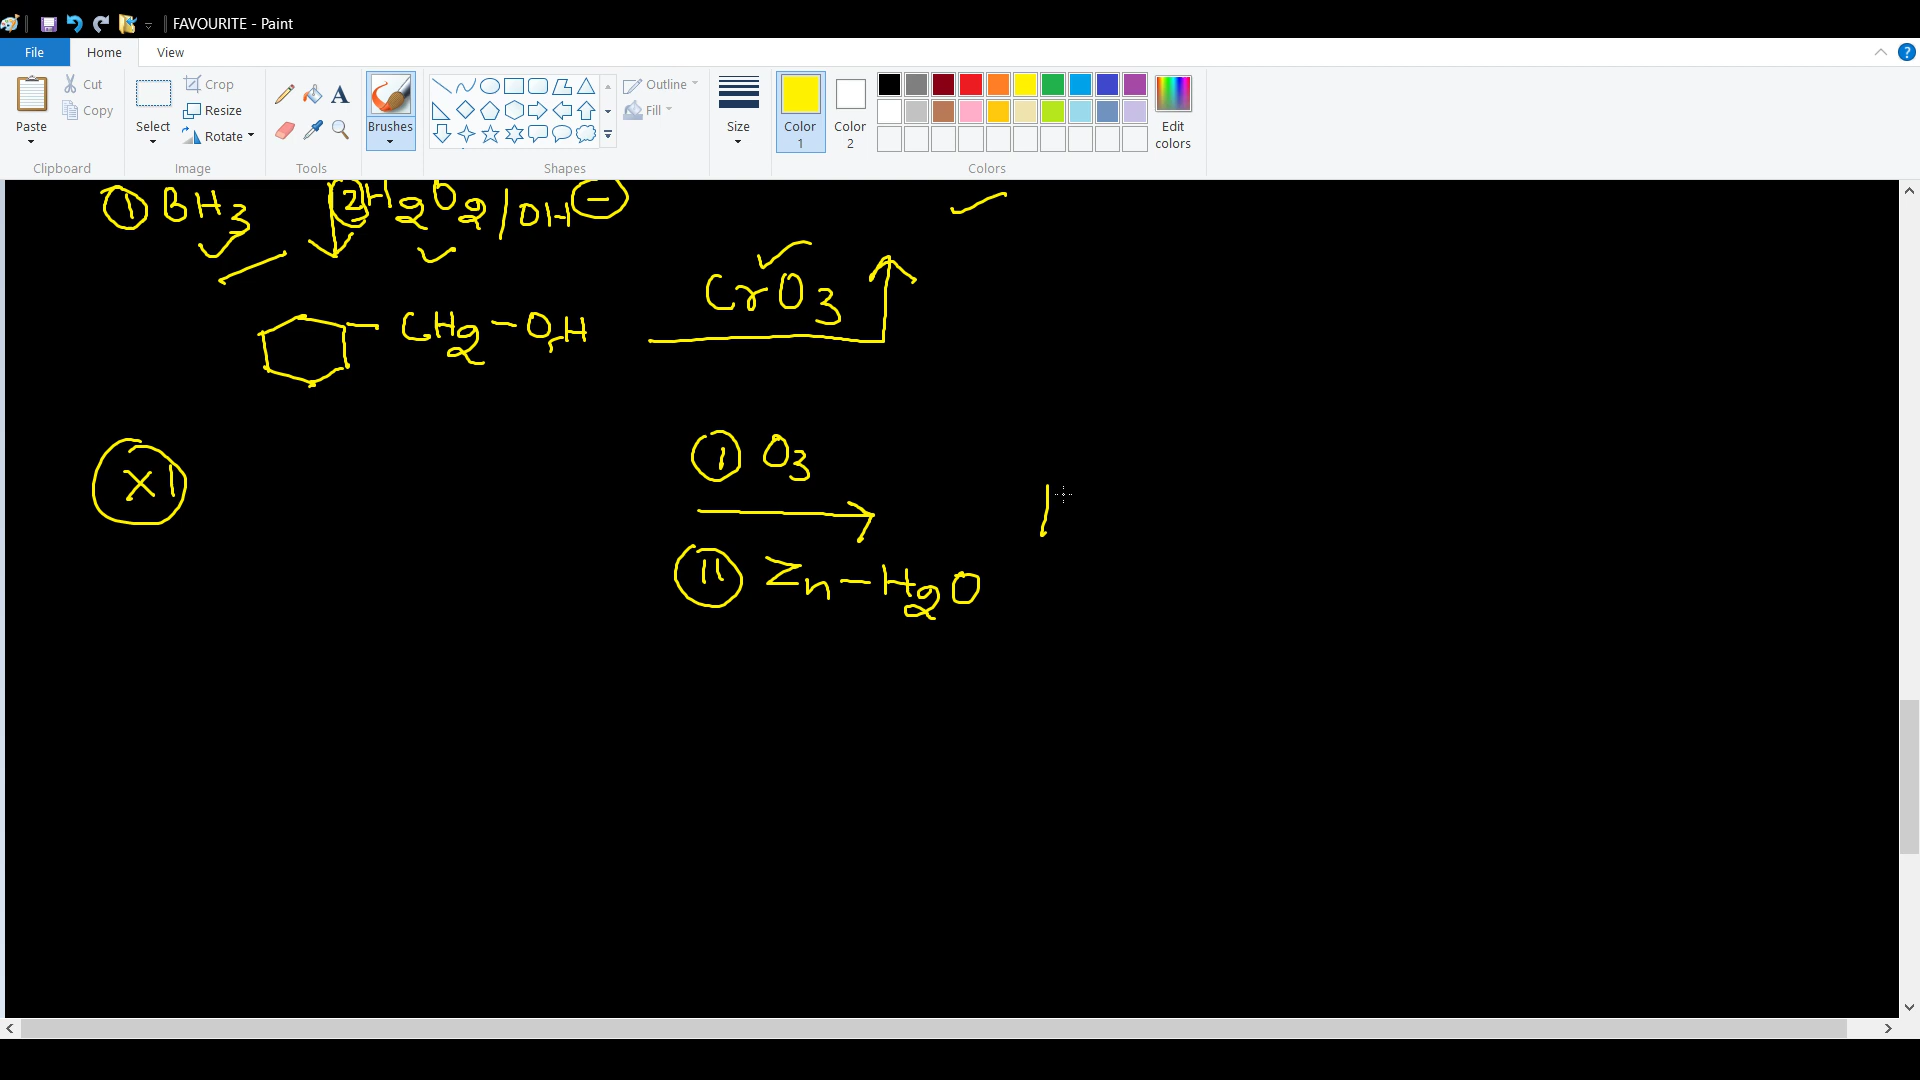 FAVOURITE - Paint
File Home View
Paste
Cut
Copy
Clipboard
Select
Crop
Resize
Rotate
Image
A
Tools
Brushes
Outline
Fill
Shapes
Size
Color 1
Color 2
Edit colors
Colors
① BH3 ② H2O2/OH⊖
CrO3
CH2-OH
XI
① O3
Ⅱ Zn-H2O